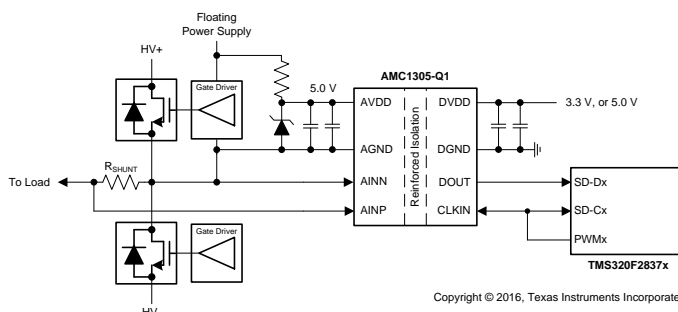 Floating
Power Supply
HV+
Gate Driver
5.0 V
AMC1305-Q1
AVDD
DVDD
3.3 V, or 5.0 V
AGND
DGND
Reinforced Isolation
RSHUNT
To Load
AINN
DOUT
SD-Dx
AINP
CLKIN
SD-Cx
PWMx
Gate Driver
TMS320F2837x
HV
Copyright © 2016, Texas Instruments Incorporate